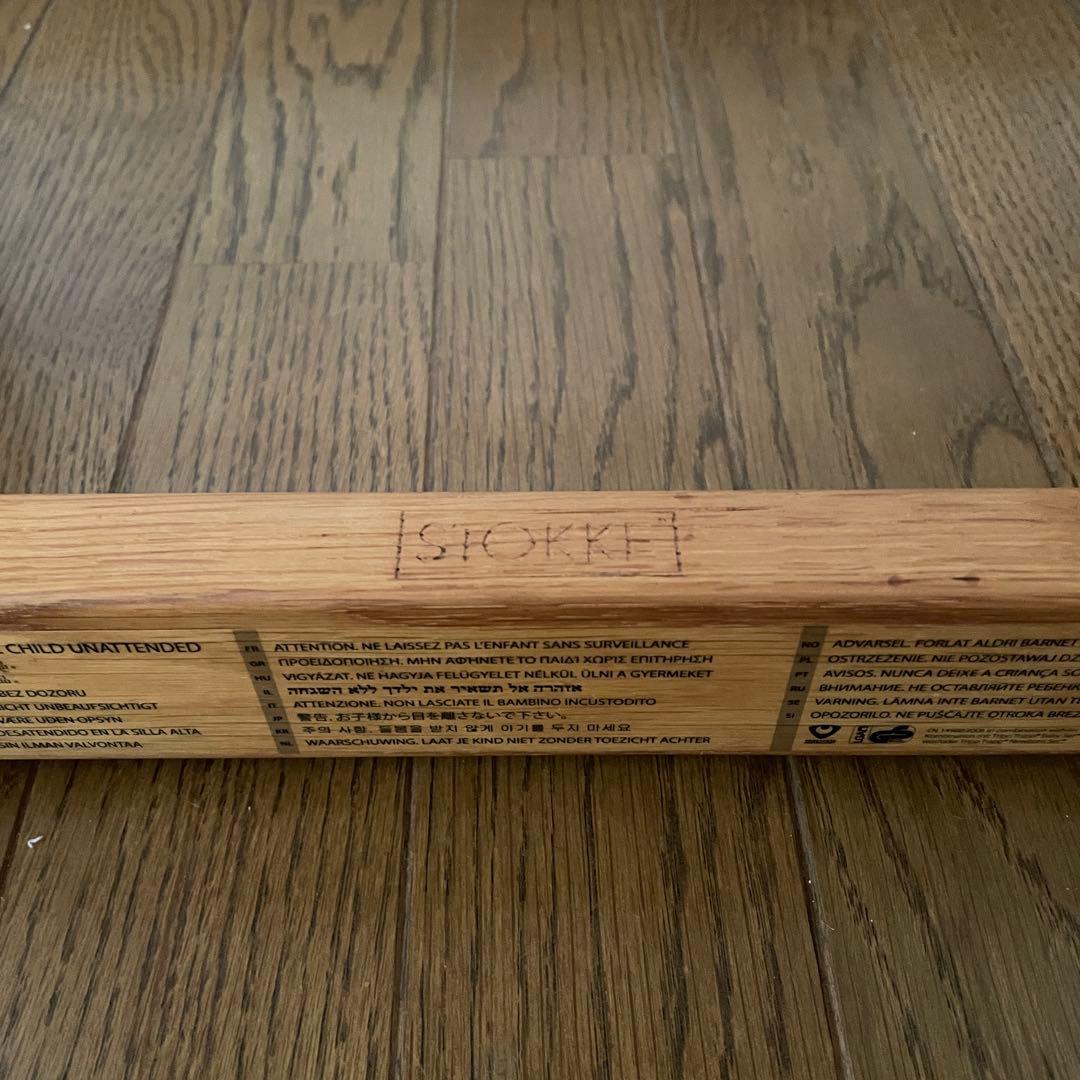 STOKKE
L CHILD UNATTENDED
BEZ DOZORU
NICHT UNBEAUFSICHTIGT
VÆRE UDEN OPSYN
DESATENDIDO EN LA SILLA ALTA
SIN ILMAN VALVONTAA
FR ATTENTION. NE LAISSEZ PAS L'ENFANT SANS SURVEILLANCE
GR ΠΡΟΕΙΔΟΠΟΙΗΣΗ. ΜΗΝ ΑΦΗΝΕΤΕ ΤΟ ΠΑΙΔΙ ΧΩΡΙΣ ΕΠΙΤΗΡΗΣΗ
HU VIGYÁZAT. NE HAGYJA FELÜGYELET NÉLKÜL ÜLNI A GYERMEKET
IL אזהרה אל תשאיר את ילדך ללא השגחה
IT ATTENZIONE. NON LASCIATE IL BAMBINO INCUSTODITO
JP 警告。お子様から目を離さないで下さい。
KR 주의 사항. 돌봄을 받지 않게 아기를 두지 마세요
NL WAARSCHUWING. LAAT JE KIND NIET ZONDER TOEZICHT ACHTER
NO ADVARSEL. FORLAT ALDRI BARNET
PL OSTRZEŻENIE. NIE POZOSTAWAJ DZ
PT AVISOS. NUNCA DEIXE A CRIANÇA SO
RU ВНИМАНИЕ. НЕ ОСТАВЛЯЙТЕ РЕБЕНК
SE VARNING. LÄMNA INTE BARNET UTAN T
SI OPOZORILO. NE PUŠČAJTE OTROKA BREZ